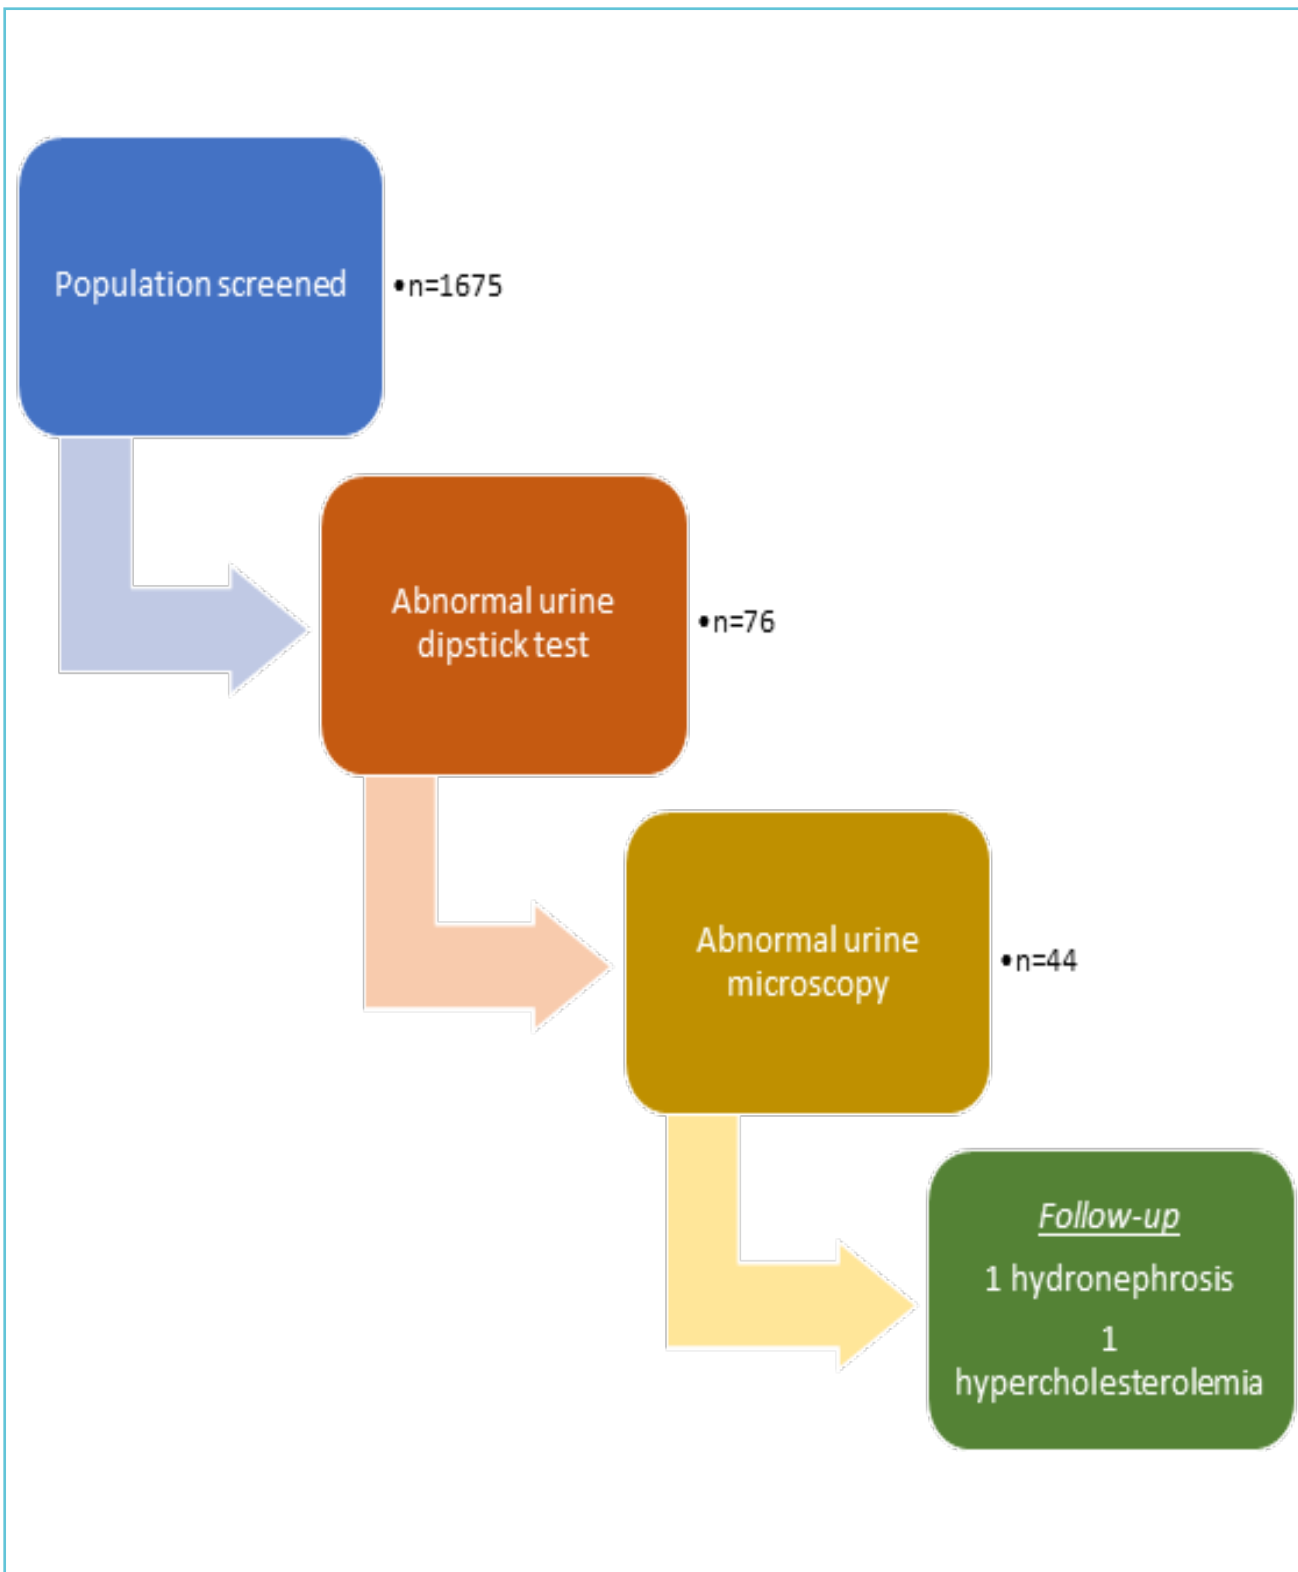 Population screened
•n=1675
Abnormal urine
dipstick test
•n=76
Abnormal urine
microscopy
•n=44
Follow-up
1 hydronephrosis
1
hypercholesterolemia